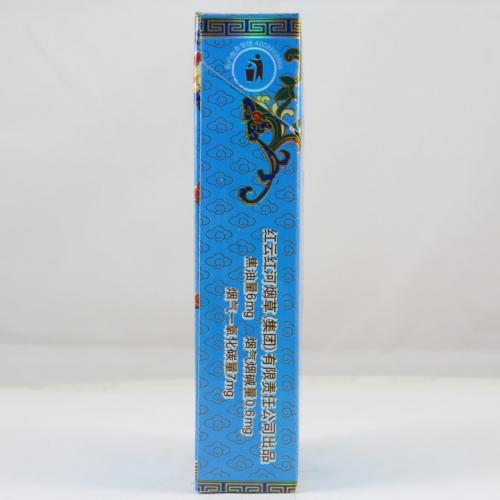 红云红河烟草(集团)有限责任公司出品
焦油量6mg 烟气烟碱量0.6mg
烟气一氧化碳量7mg